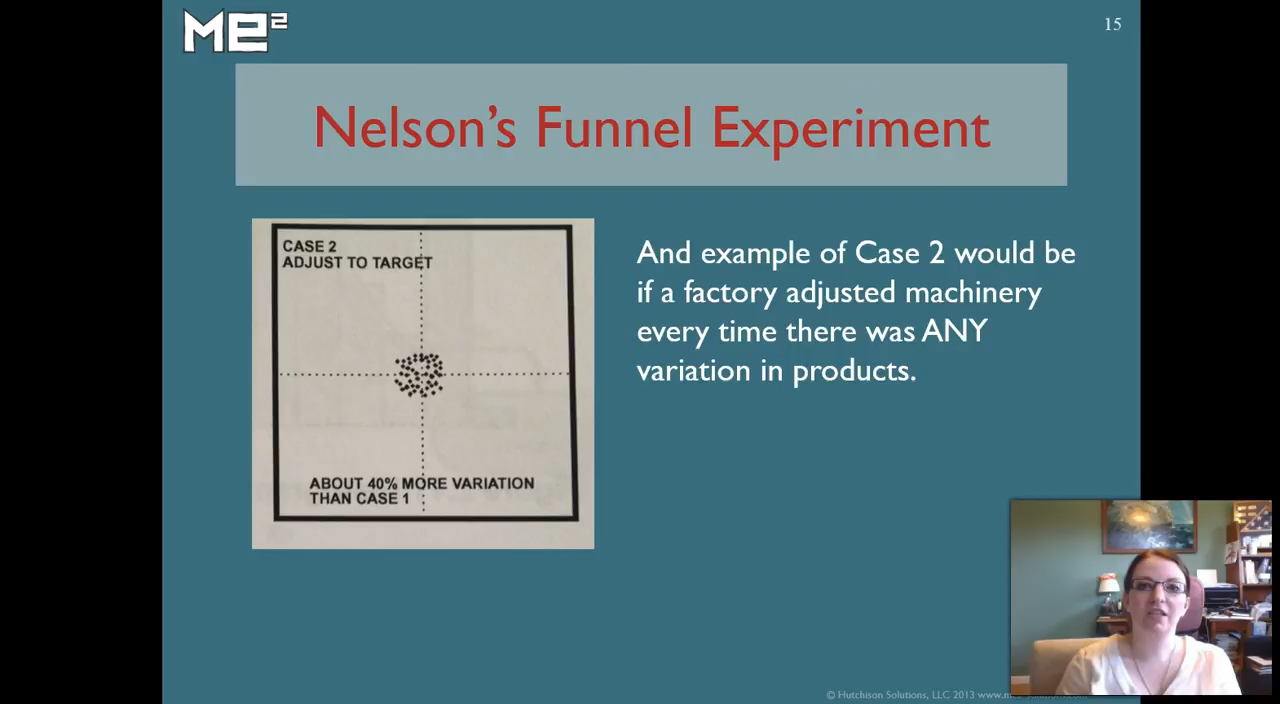 ME²
15
Nelson's Funnel Experiment
CASE 2
ADJUST TO TARGET
ABOUT 40% MORE VARIATION
THAN CASE 1
And example of Case 2 would be
if a factory adjusted machinery
every time there was ANY
variation in products.
© Hutchison Solutions, LLC 2013